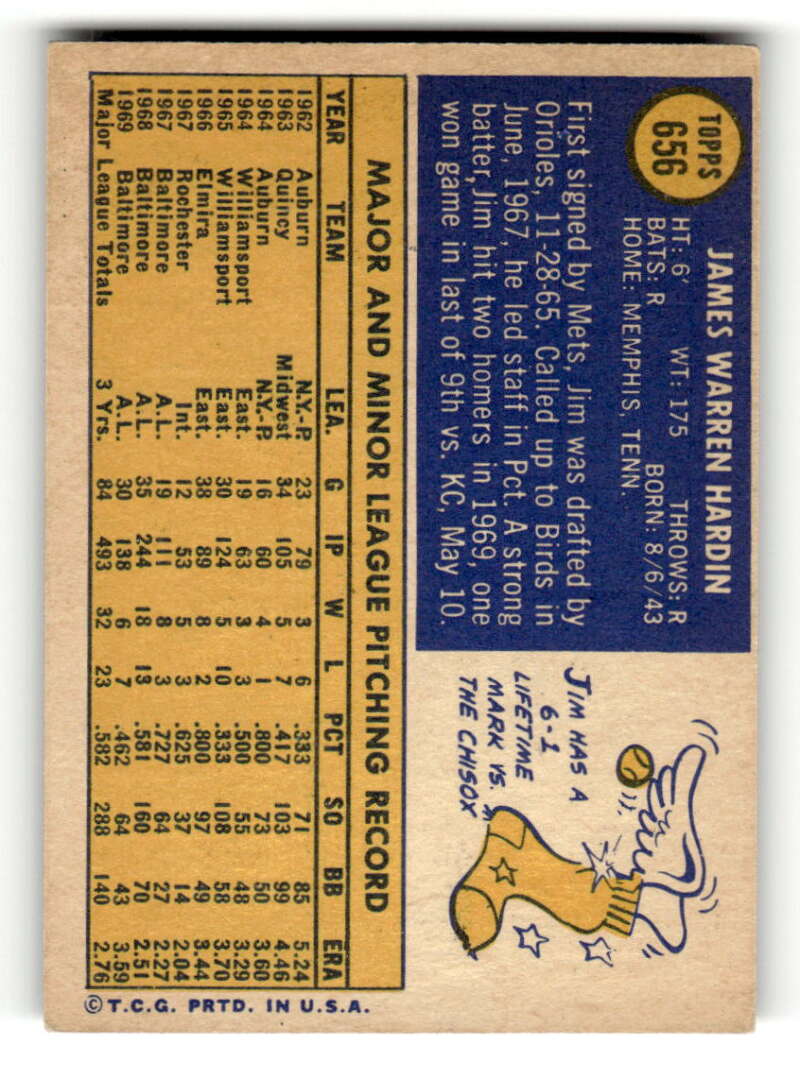 TOPPS
656
JAMES WARREN HARDIN
HT: 6' WT: 175 THROWS: R
BATS: R BORN: 8/6/43
HOME: MEMPHIS, TENN.
First signed by Mets, Jim was drafted by
Orioles, 11-28-65. Called up to Birds in
June, 1967, he led staff in Pct. A strong
batter, Jim hit two homers in 1969, one
won game in last of 9th vs. KC, May 10.
JIM HAS A
6-1
LIFETIME
MARK VS.
THE CHISOX
MAJOR AND MINOR LEAGUE PITCHING RECORD
YEAR TEAM LEA. G IP W L PCT SO BB ERA
1962 Auburn N.Y.-P. 23 79 3 6 .333 71 85 5.24
1963 Quincy Midwest 34 105 5 7 .417 103 99 4.46
1964 Auburn N.Y.-P. 16 60 4 1 .800 73 50 3.60
1964 Williamsport East. 19 63 3 3 .500 55 48 3.29
1965 Williamsport East. 30 124 5 10 .333 108 58 3.70
1966 Elmira East. 38 89 8 2 .800 97 49 3.44
1967 Rochester Int. 12 53 5 3 .625 37 14 2.04
1967 Baltimore A.L. 19 111 8 3 .727 64 27 2.27
1968 Baltimore A.L. 35 244 18 13 .581 160 70 2.51
1969 Baltimore A.L. 30 138 6 7 .462 64 43 3.59
Major League Totals 3 Yrs. 84 493 32 23 .582 288 140 2.76
© T.C.G. PRTD. IN U.S.A.